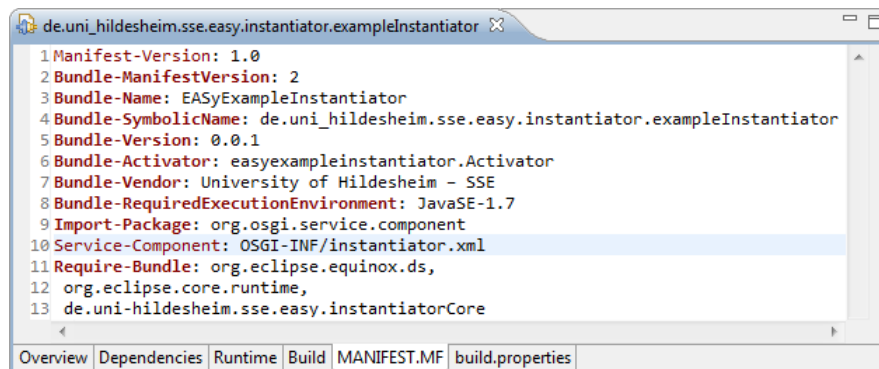 de.uni_hildesheim.sse.easy.instantiator.exampleInstantiator
1 Manifest-Version: 1.0
2 Bundle-ManifestVersion: 2
3 Bundle-Name: EASyExampleInstantiator
4 Bundle-SymbolicName: de.uni_hildesheim.sse.easy.instantiator.exampleInstantiator
5 Bundle-Version: 0.0.1
6 Bundle-Activator: easyexampleinstantiator.Activator
7 Bundle-Vendor: University of Hildesheim – SSE
8 Bundle-RequiredExecutionEnvironment: JavaSE-1.7
9 Import-Package: org.osgi.service.component
10 Service-Component: OSGI-INF/instantiator.xml
11 Require-Bundle: org.eclipse.equinox.ds,
12  org.eclipse.core.runtime,
13  de.uni-hildesheim.sse.easy.instantiatorCore
Overview Dependencies Runtime Build MANIFEST.MF build.properties